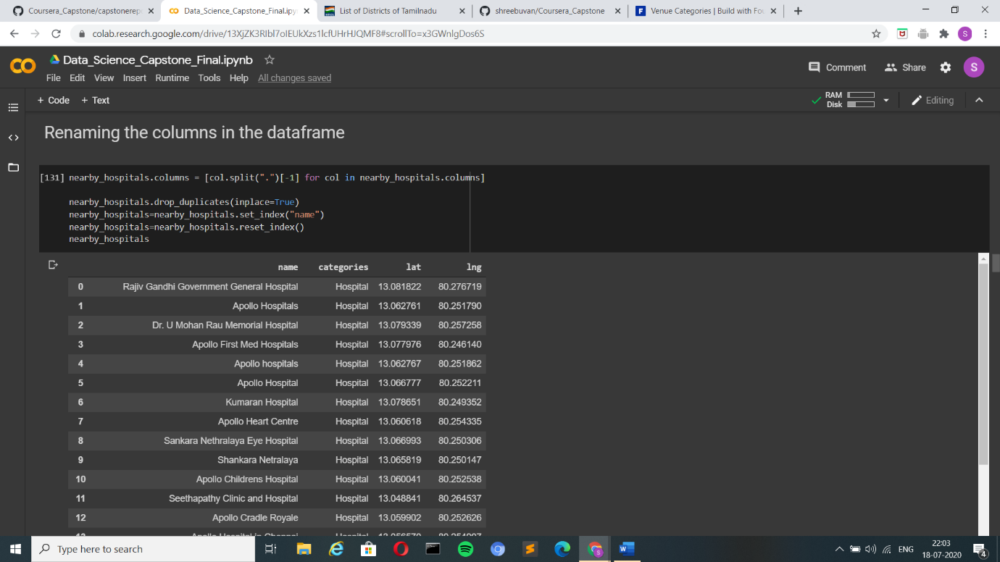 Coursera_Capstone/capstonerep
Data_Science_Capstone_Final.ipy
List of Districts of Tamilnadu
shreebuvan/Coursera_Capstone
Venue Categories | Build with Fou
colab.research.google.com/drive/13XjZK3RIbI7oIEUkXzs1lcfUHrHJQMF8#scrollTo=x3GWnlgDos6S
S
Data_Science_Capstone_Final.ipynb
File Edit View Insert Runtime Tools Help All changes saved
Comment
Share
S
+ Code + Text
RAM
Disk
Editing
Renaming the columns in the dataframe
[131] nearby_hospitals.columns = [col.split(".")[-1] for col in nearby_hospitals.columns]
nearby_hospitals.drop_duplicates(inplace=True)
nearby_hospitals=nearby_hospitals.set_index("name")
nearby_hospitals=nearby_hospitals.reset_index()
nearby_hospitals
name categories lat lng
0 Rajiv Gandhi Government General Hospital Hospital 13.081822 80.276719
1 Apollo Hospitals Hospital 13.062761 80.251790
2 Dr. U Mohan Rau Memorial Hospital Hospital 13.079339 80.257258
3 Apollo First Med Hospitals Hospital 13.077976 80.246140
4 Apollo hospitals Hospital 13.062767 80.251862
5 Apollo Hospital Hospital 13.066777 80.252211
6 Kumaran Hospital Hospital 13.078651 80.249352
7 Apollo Heart Centre Hospital 13.060618 80.254335
8 Sankara Nethralaya Eye Hospital Hospital 13.066993 80.250306
9 Shankara Netralaya Hospital 13.065819 80.250147
10 Apollo Childrens Hospital Hospital 13.060041 80.252538
11 Seethapathy Clinic and Hospital Hospital 13.048841 80.264537
12 Apollo Cradle Royale Hospital 13.059902 80.252626
Type here to search
ENG
22:03
18-07-2020
4